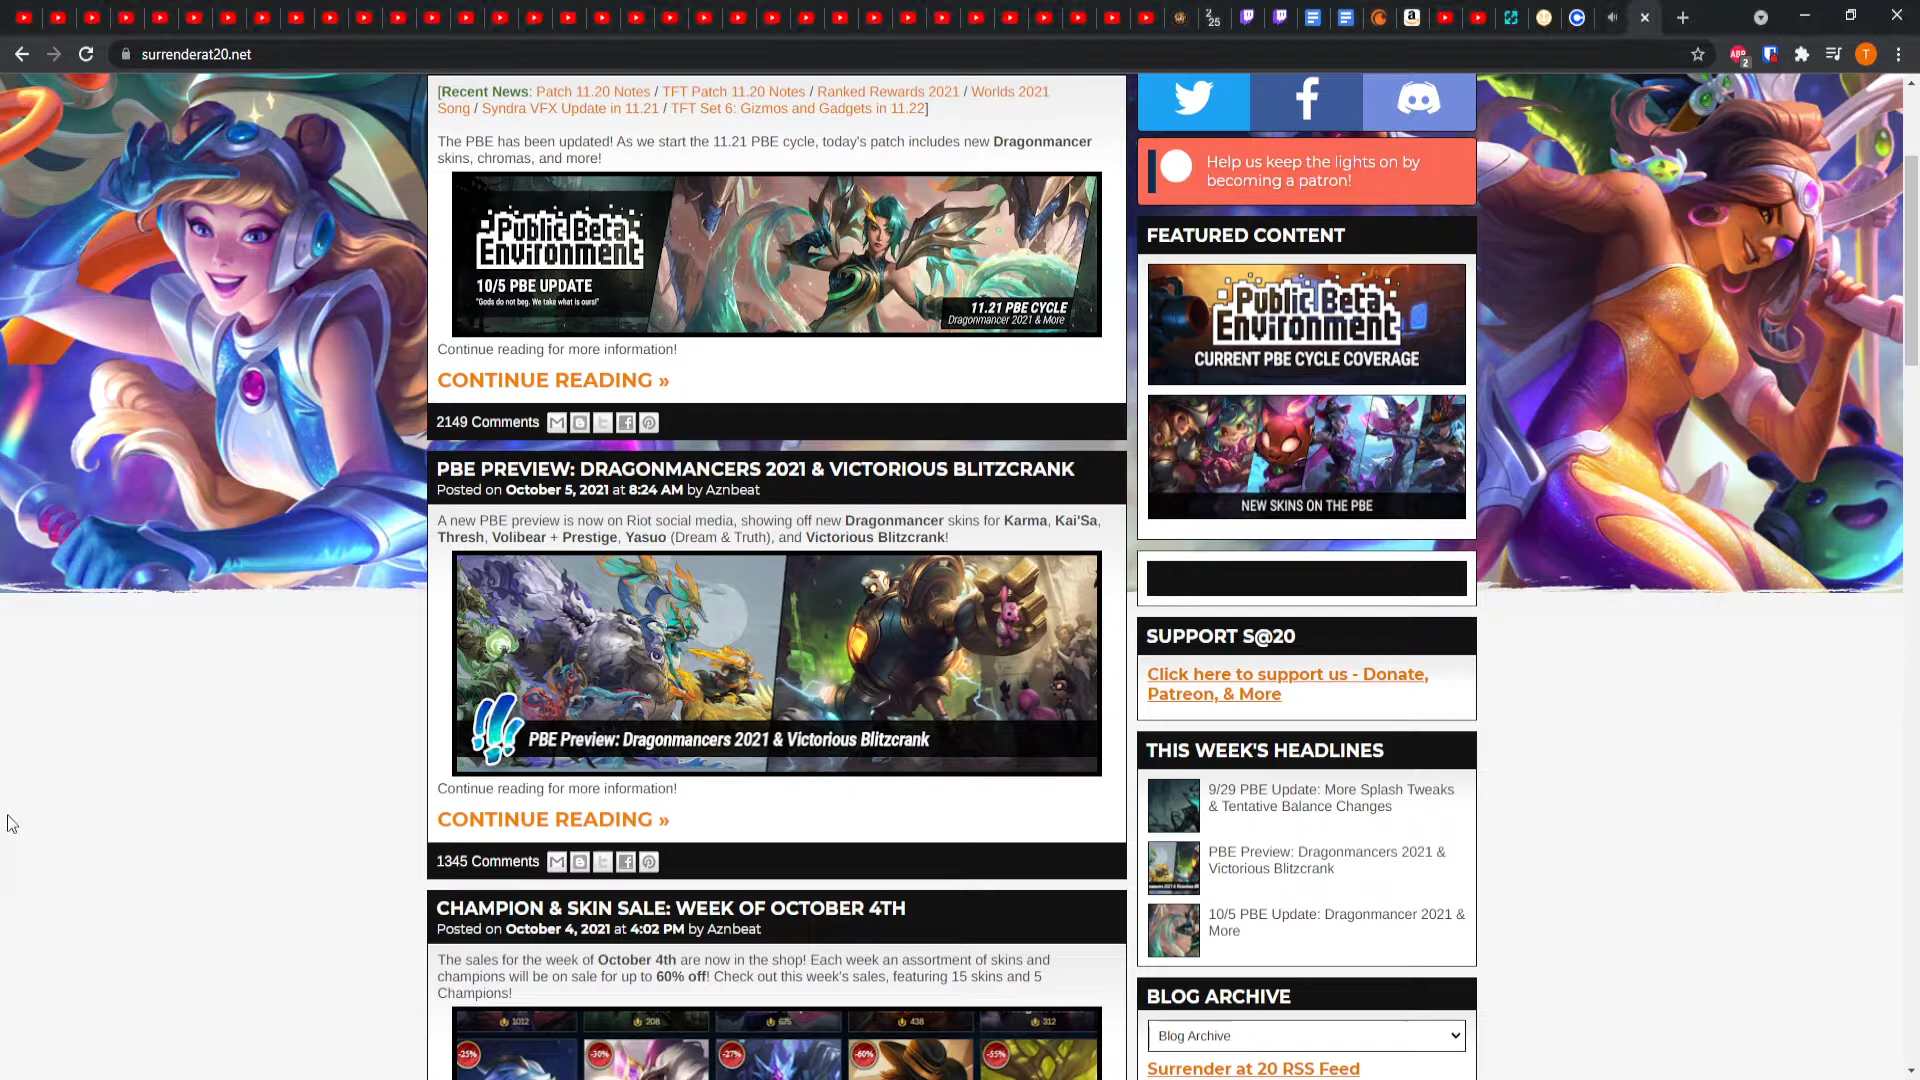 2
25
surrenderat20.net
ABP
2
T
[Recent News: Patch 11.20 Notes / TFT Patch 11.20 Notes / Ranked Rewards 2021 / Worlds 2021
Song / Syndra VFX Update in 11.21 / TFT Set 6: Gizmos and Gadgets in 11.22]
The PBE has been updated! As we start the 11.21 PBE cycle, today's patch includes new Dragonmancer
skins, chromas, and more!
Public Beta
Environment
10/5 PBE UPDATE
"Gods do not beg. We take what is ours!"
11.21 PBE CYCLE
Dragonmancer 2021 & More
Continue reading for more information!
CONTINUE READING »
2149 Comments
PBE PREVIEW: DRAGONMANCERS 2021 & VICTORIOUS BLITZCRANK
Posted on October 5, 2021 at 8:24 AM by Aznbeat
A new PBE preview is now on Riot social media, showing off new Dragonmancer skins for Karma, Kai'Sa,
Thresh, Volibear + Prestige, Yasuo (Dream & Truth), and Victorious Blitzcrank!
PBE Preview: Dragonmancers 2021 & Victorious Blitzcrank
Continue reading for more information!
CONTINUE READING »
1345 Comments
CHAMPION & SKIN SALE: WEEK OF OCTOBER 4TH
Posted on October 4, 2021 at 4:02 PM by Aznbeat
The sales for the week of October 4th are now in the shop! Each week an assortment of skins and
champions will be on sale for up to 60% off! Check out this week's sales, featuring 15 skins and 5
Champions!
1012 208 675 438 312
-25% -30% -27% -60% -55%
Help us keep the lights on by
becoming a patron!
FEATURED CONTENT
Public Beta
Environment
CURRENT PBE CYCLE COVERAGE
NEW SKINS ON THE PBE
SUPPORT S@20
Click here to support us - Donate,
Patreon, & More
THIS WEEK'S HEADLINES
9/29 PBE Update: More Splash Tweaks
& Tentative Balance Changes
PBE Preview: Dragonmancers 2021 &
Victorious Blitzcrank
10/5 PBE Update: Dragonmancer 2021 &
More
BLOG ARCHIVE
Blog Archive
Surrender at 20 RSS Feed